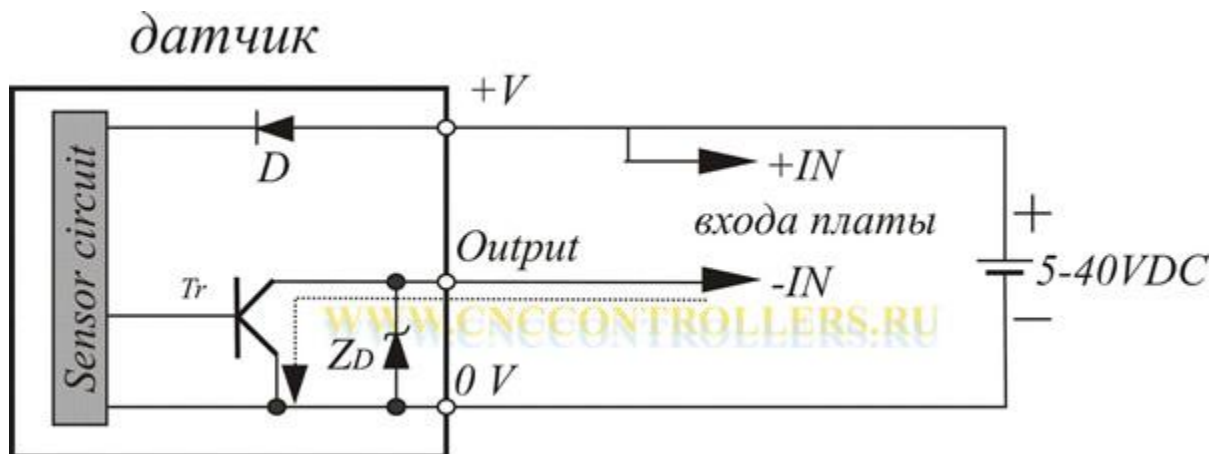 датчик
+V
Sensor circuit
D
+IN
входа платы
+
Output
5-40VDC
Tr
-IN
WWW.CNCCONTROLLERS.RU
−
ZD
0 V